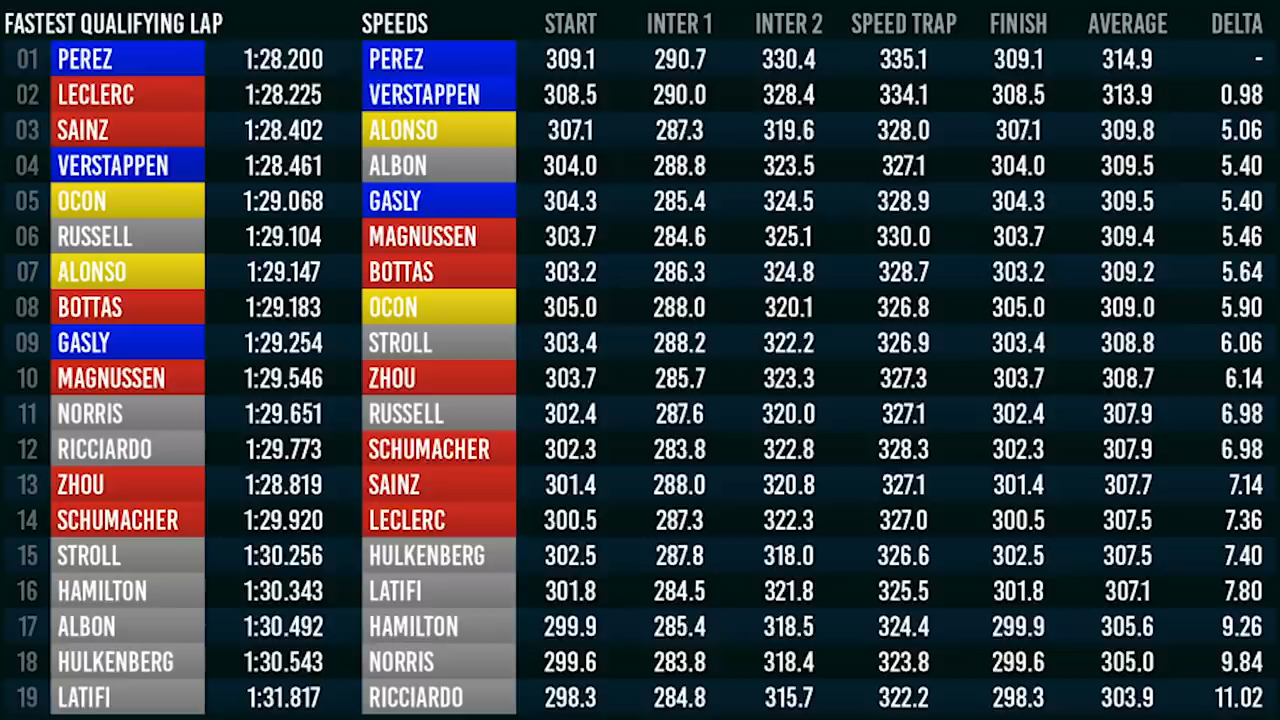 FASTEST QUALIFYING LAP SPEEDS START INTER 1 INTER 2 SPEED TRAP FINISH AVERAGE DELTA
01 PEREZ 1:28.200 PEREZ 309.1 290.7 330.4 335.1 309.1 314.9 -
02 LECLERC 1:28.225 VERSTAPPEN 308.5 290.0 328.4 334.1 308.5 313.9 0.98
03 SAINZ 1:28.402 ALONSO 307.1 287.3 319.6 328.0 307.1 309.8 5.06
04 VERSTAPPEN 1:28.461 ALBON 304.0 288.8 323.5 327.1 304.0 309.5 5.40
05 OCON 1:29.068 GASLY 304.3 285.4 324.5 328.9 304.3 309.5 5.40
06 RUSSELL 1:29.104 MAGNUSSEN 303.7 284.6 325.1 330.0 303.7 309.4 5.46
07 ALONSO 1:29.147 BOTTAS 303.2 286.3 324.8 328.7 303.2 309.2 5.64
08 BOTTAS 1:29.183 OCON 305.0 288.0 320.1 326.8 305.0 309.0 5.90
09 GASLY 1:29.254 STROLL 303.4 288.2 322.2 326.9 303.4 308.8 6.06
10 MAGNUSSEN 1:29.546 ZHOU 303.7 285.7 323.3 327.3 303.7 308.7 6.14
11 NORRIS 1:29.651 RUSSELL 302.4 287.6 320.0 327.1 302.4 307.9 6.98
12 RICCIARDO 1:29.773 SCHUMACHER 302.3 283.8 322.8 328.3 302.3 307.9 6.98
13 ZHOU 1:28.819 SAINZ 301.4 288.0 320.8 327.1 301.4 307.7 7.14
14 SCHUMACHER 1:29.920 LECLERC 300.5 287.3 322.3 327.0 300.5 307.5 7.36
15 STROLL 1:30.256 HULKENBERG 302.5 287.8 318.0 326.6 302.5 307.5 7.40
16 HAMILTON 1:30.343 LATIFI 301.8 284.5 321.8 325.5 301.8 307.1 7.80
17 ALBON 1:30.492 HAMILTON 299.9 285.4 318.5 324.4 299.9 305.6 9.26
18 HULKENBERG 1:30.543 NORRIS 299.6 283.8 318.4 323.8 299.6 305.0 9.84
19 LATIFI 1:31.817 RICCIARDO 298.3 284.8 315.7 322.2 298.3 303.9 11.02